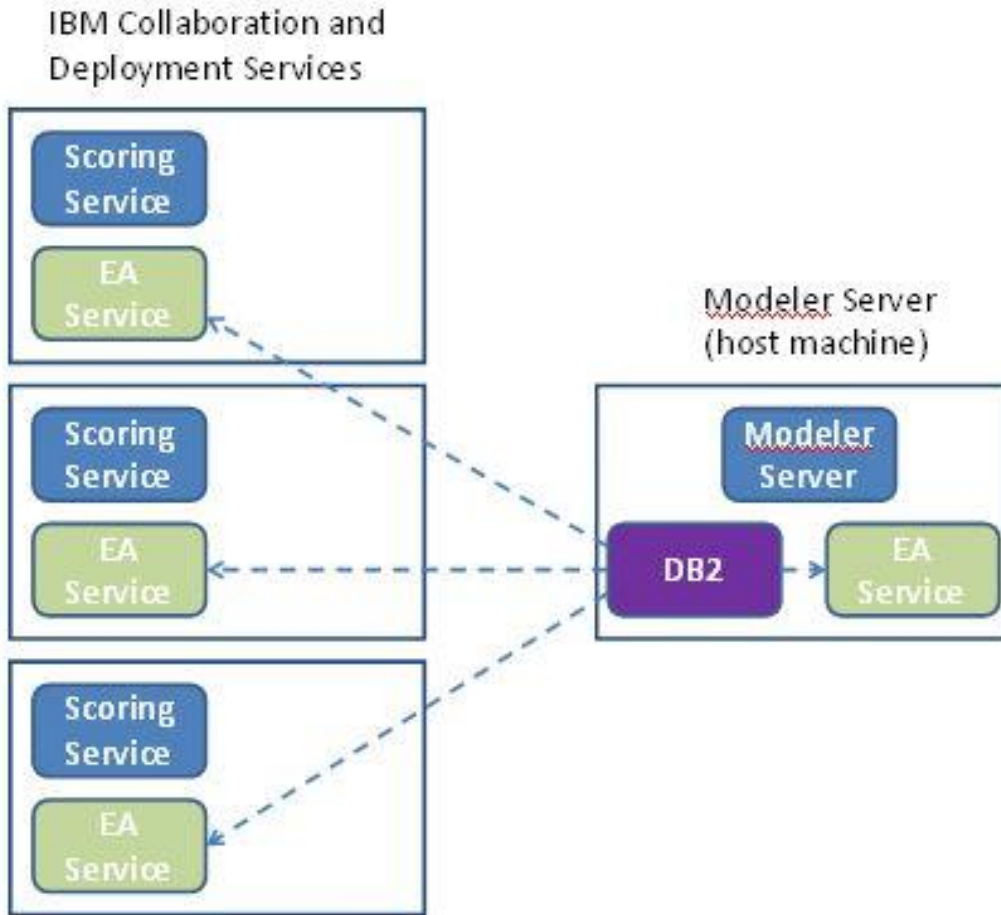 IBM Collaboration and
Deployment Services
Scoring
Service
EA
Service
Scoring
Service
EA
Service
Scoring
Service
EA
Service
Modeler Server
(host machine)
Modeler
Server
DB2
EA
Service